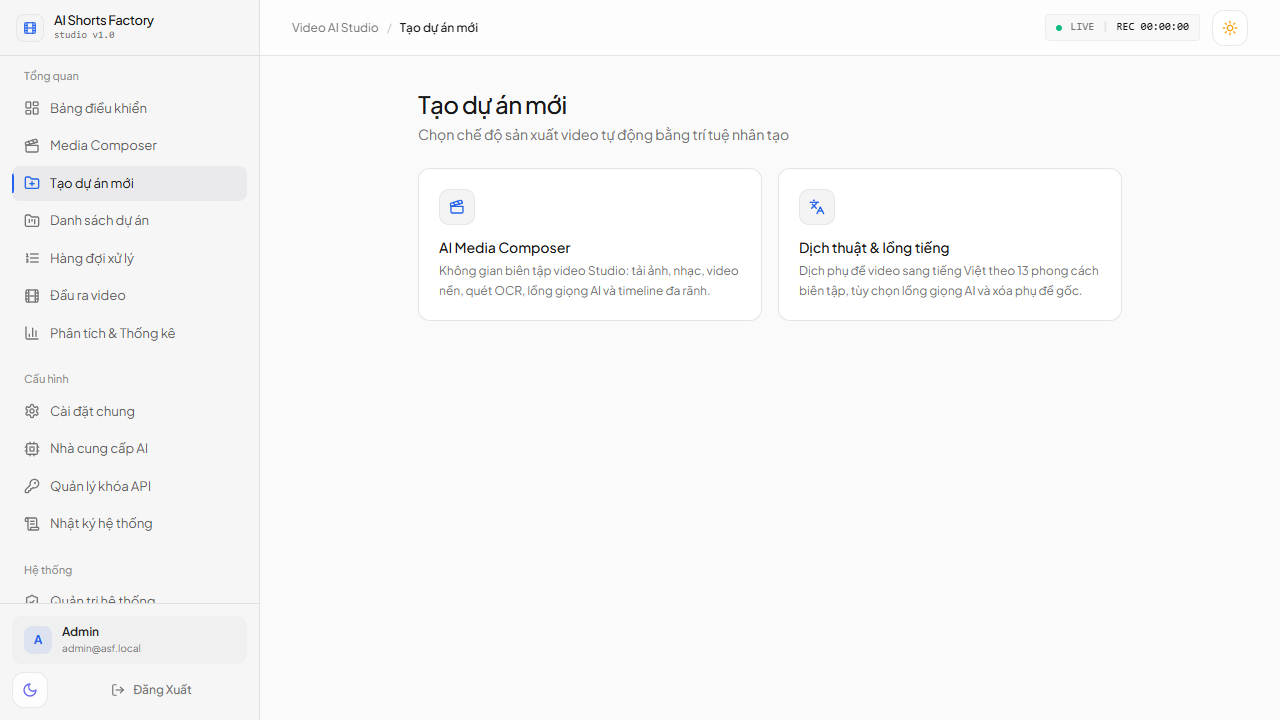 AI Shorts Factory
studio v1.0
Tổng quan
Bảng điều khiển
Media Composer
Tạo dự án mới
Danh sách dự án
Hàng đợi xử lý
Đầu ra video
Phân tích & Thống kê
Cấu hình
Cài đặt chung
Nhà cung cấp AI
Quản lý khóa API
Nhật ký hệ thống
Hệ thống
Quản trị hệ thống
A
Admin
admin@asf.local
Đăng Xuất
Video AI Studio / Tạo dự án mới
LIVE | REC 00:00:00
Tạo dự án mới
Chọn chế độ sản xuất video tự động bằng trí tuệ nhân tạo
AI Media Composer
Không gian biên tập video Studio: tải ảnh, nhạc, video
nền, quét OCR, lồng giọng AI và timeline đa rãnh.
Dịch thuật & lồng tiếng
Dịch phụ đề video sang tiếng Việt theo 13 phong cách
biên tập, tùy chọn lồng giọng AI và xóa phụ đề gốc.